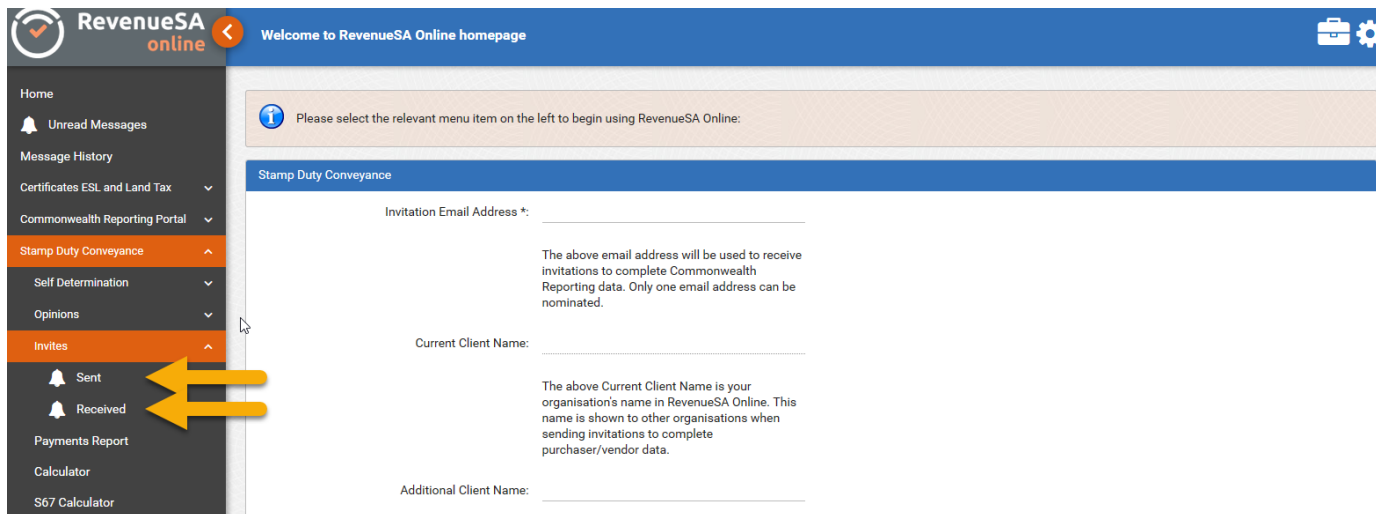 RevenueSA
online
Welcome to RevenueSA Online homepage
Home
Unread Messages
Message History
Certificates ESL and Land Tax
Commonwealth Reporting Portal
Stamp Duty Conveyance
Self Determination
Opinions
Invites
Sent
Received
Payments Report
Calculator
S67 Calculator
Please select the relevant menu item on the left to begin using RevenueSA Online:
Stamp Duty Conveyance
Invitation Email Address *:
The above email address will be used to receive
invitations to complete Commonwealth
Reporting data. Only one email address can be
nominated.
Current Client Name:
The above Current Client Name is your
organisation's name in RevenueSA Online. This
name is shown to other organisations when
sending invitations to complete
purchaser/vendor data.
Additional Client Name: